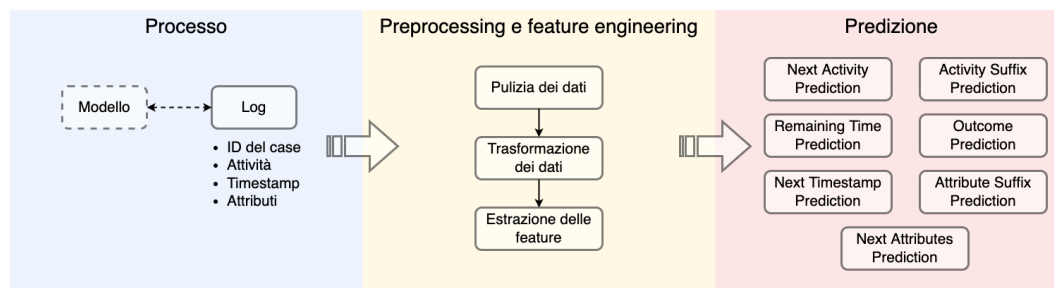 Processo
Modello
Log
• ID del case
• Attività
• Timestamp
• Attributi
Preprocessing e feature engineering
Pulizia dei dati
Trasformazione
dei dati
Estrazione delle
feature
Predizione
Next Activity
Prediction
Activity Suffix
Prediction
Remaining Time
Prediction
Outcome
Prediction
Next Timestamp
Prediction
Attribute Suffix
Prediction
Next Attributes
Prediction